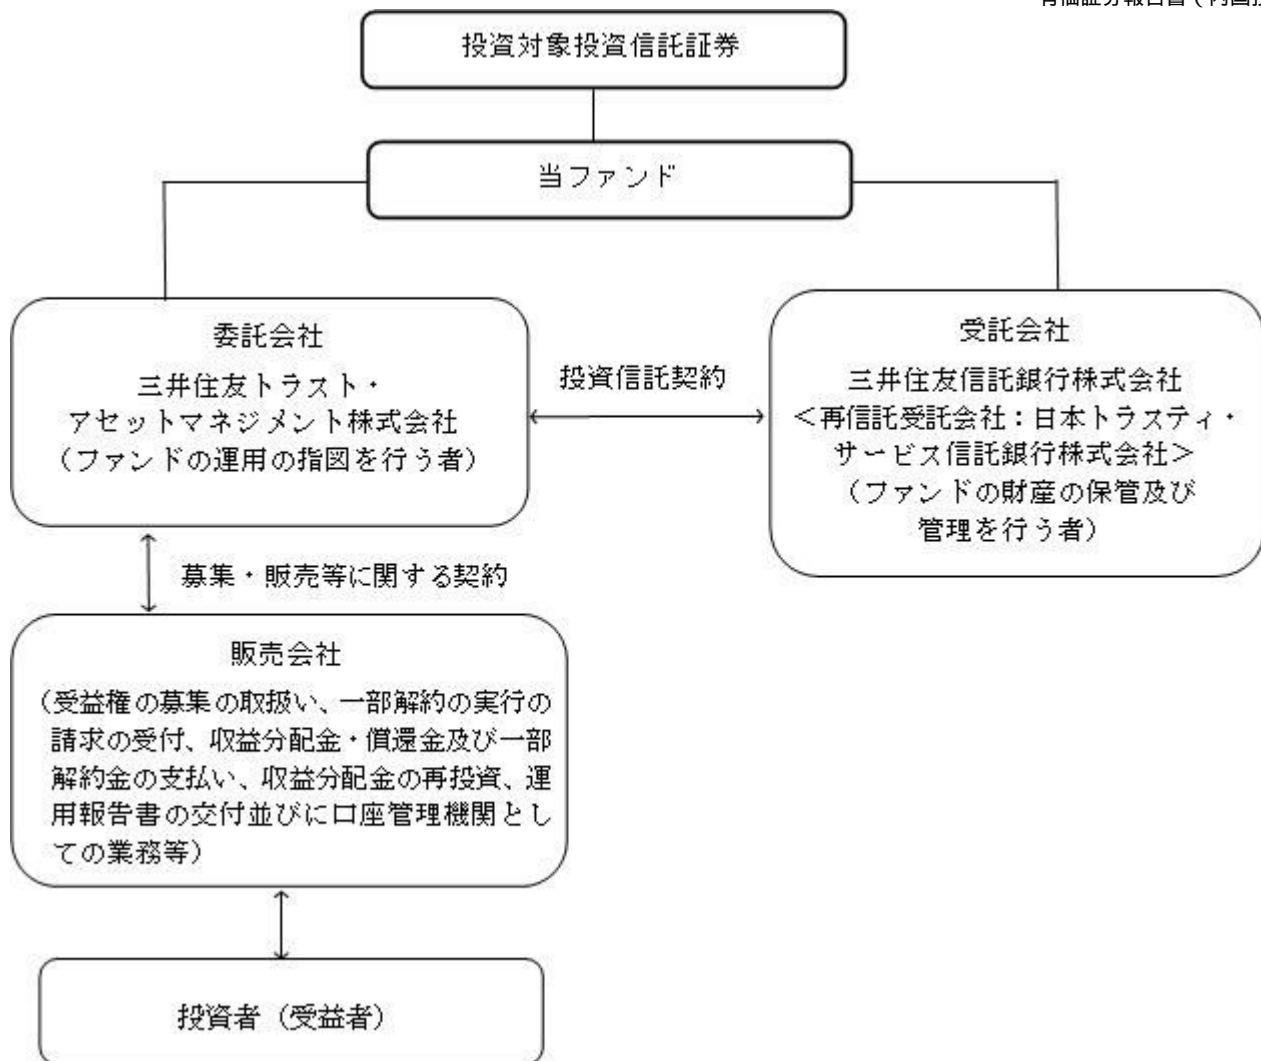 有価証券報告書（内国投
投資対象投資信託証券
当ファンド
委託会社
三井住友トラスト・
アセットマネジメント株式会社
（ファンドの運用の指図を行う者）
投資信託契約
受託会社
三井住友信託銀行株式会社
＜再信託受託会社：日本トラスティ・
サービス信託銀行株式会社＞
（ファンドの財産の保管及び
管理を行う者）
募集・販売等に関する契約
販売会社
（受益権の募集の取扱い、一部解約の実行の
請求の受付、収益分配金・償還金及び一部
解約金の支払い、収益分配金の再投資、運
用報告書の交付並びに口座管理機関とし
ての業務等）
投資者（受益者）